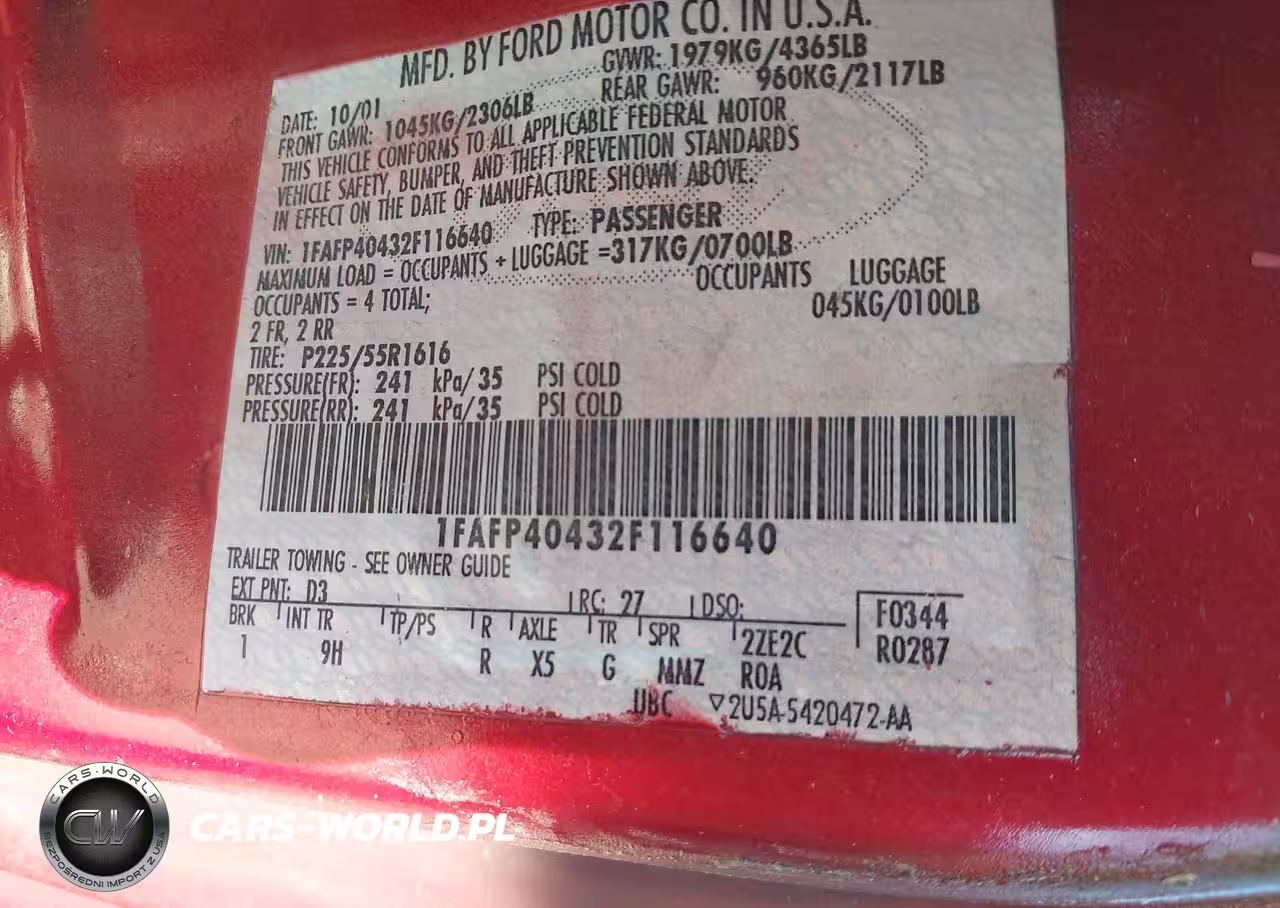 MFD. BY FORD MOTOR CO. IN U.S.A.
DATE: 10/01 GVWR: 1979KG/4365LB
FRONT GAWR: 1045KG/2306LB REAR GAWR: 960KG/2117LB
THIS VEHICLE CONFORMS TO ALL APPLICABLE FEDERAL MOTOR
VEHICLE SAFETY, BUMPER, AND THEFT PREVENTION STANDARDS
IN EFFECT ON THE DATE OF MANUFACTURE SHOWN ABOVE.
VIN: 1FAFP40432F116640 TYPE: PASSENGER
MAXIMUM LOAD = OCCUPANTS + LUGGAGE =317KG/0700LB
OCCUPANTS = 4 TOTAL; OCCUPANTS LUGGAGE
2 FR, 2 RR 045KG/0100LB
TIRE: P225/55R1616
PRESSURE(FR): 241 kPa/35 PSI COLD
PRESSURE(RR): 241 kPa/35 PSI COLD
1FAFP40432F116640
TRAILER TOWING - SEE OWNER GUIDE
EXT PNT: D3 RC: 27 DSO: F0344
BRK INT TR TP/PS R AXLE TR SPR 2ZE2C R0287
1 9H R X5 G MMZ ROA
UBC ▽2U5A-5420472-AA
CARS-WORLD
CW
BEZPOŚREDNI IMPORT Z USA
CARS-WORLD.PL